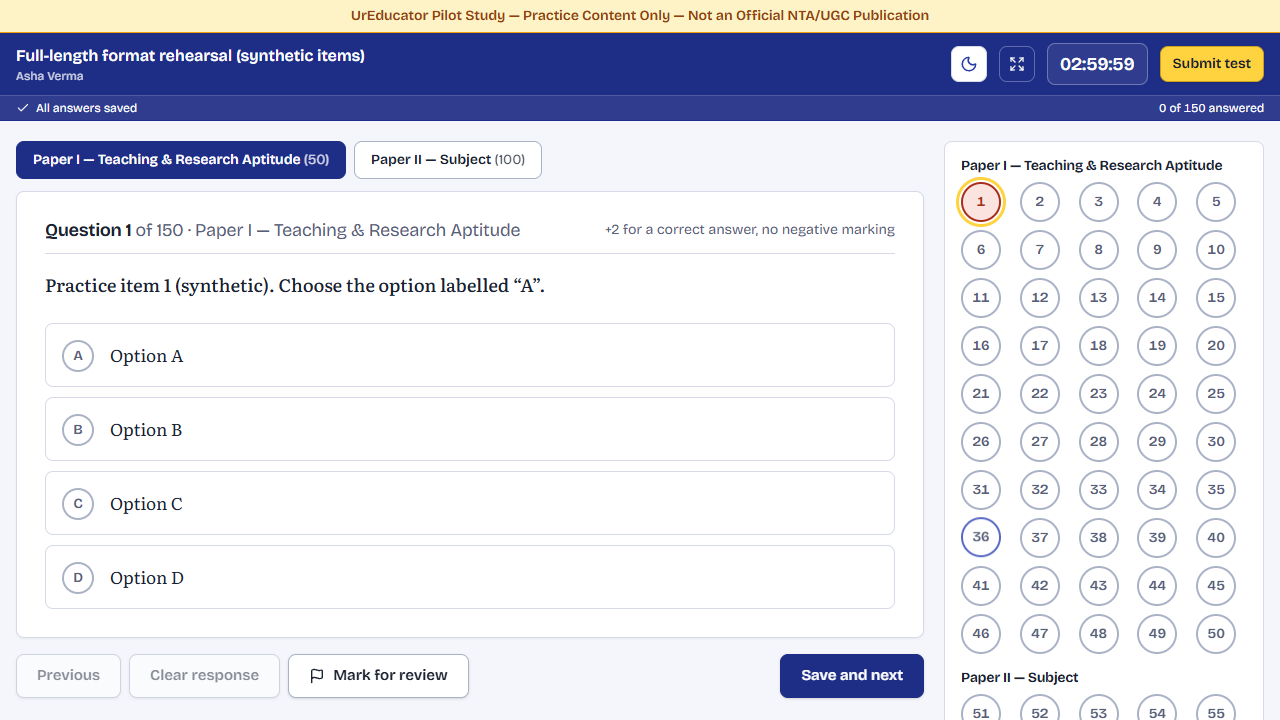 UrEducator Pilot Study — Practice Content Only — Not an Official NTA/UGC Publication
Full-length format rehearsal (synthetic items)
Asha Verma
02:59:59
Submit test
All answers saved
0 of 150 answered
Paper I — Teaching & Research Aptitude (50)
Paper II — Subject (100)
Question 1 of 150 · Paper I — Teaching & Research Aptitude
+2 for a correct answer, no negative marking
Practice item 1 (synthetic). Choose the option labelled “A”.
A Option A
B Option B
C Option C
D Option D
Previous
Clear response
Mark for review
Save and next
Paper I — Teaching & Research Aptitude
1 2 3 4 5
6 7 8 9 10
11 12 13 14 15
16 17 18 19 20
21 22 23 24 25
26 27 28 29 30
31 32 33 34 35
36 37 38 39 40
41 42 43 44 45
46 47 48 49 50
Paper II — Subject
51 52 53 54 55